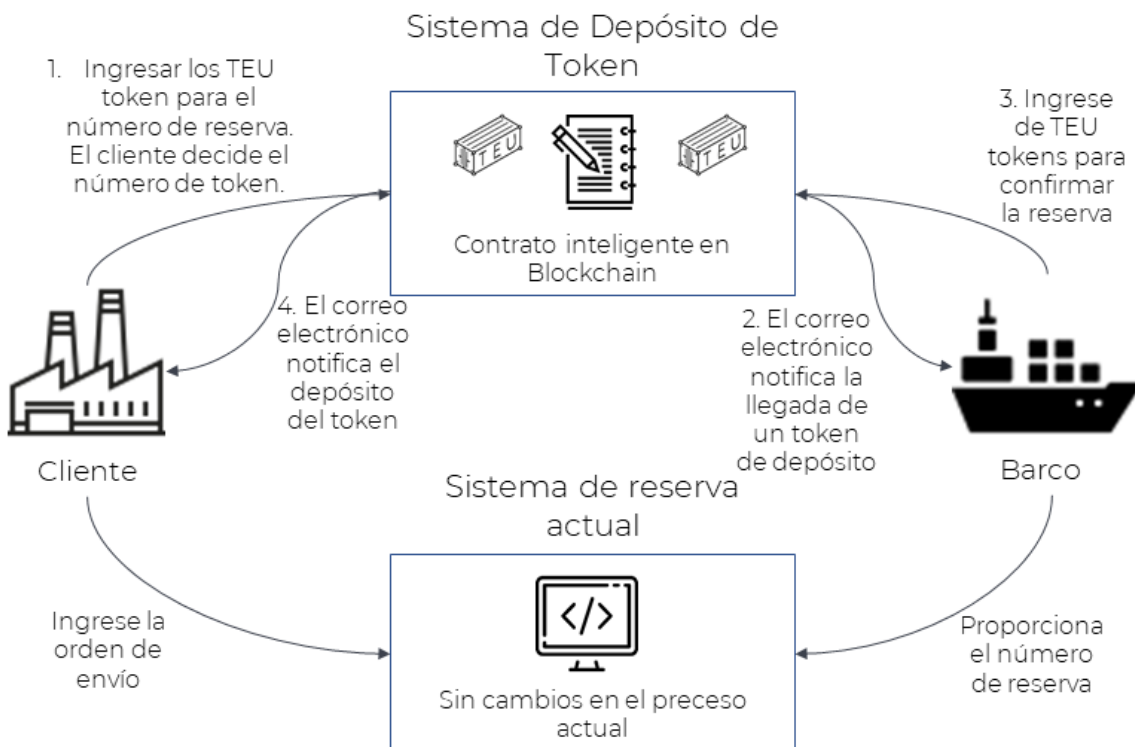 Sistema de Depósito de
Token
1. Ingresar los TEU
token para el
número de reserva.
El cliente decide el
número de token.
TEU
TEU
Contrato inteligente en
Blockchain
3. Ingrese
de TEU
tokens para
confirmar
la reserva
4. El correo
electrónico
notifica el
depósito
del token
2. El correo
electrónico
notifica la
llegada de
un token
de depósito
Cliente
Barco
Sistema de reserva
actual
Ingrese la
orden de
envío
</>
Sin cambios en el preceso
actual
Proporciona
el número
de reserva